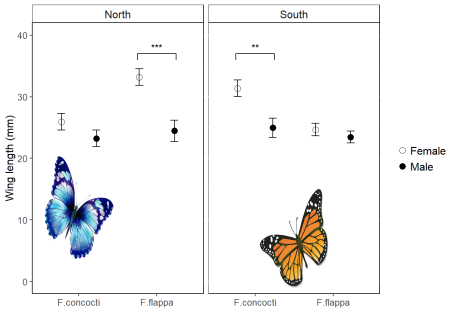 North
South
40
30
20
10
0
Wing length (mm)
***
**
F.concocti
F.flappa
F.concocti
F.flappa
Female
Male